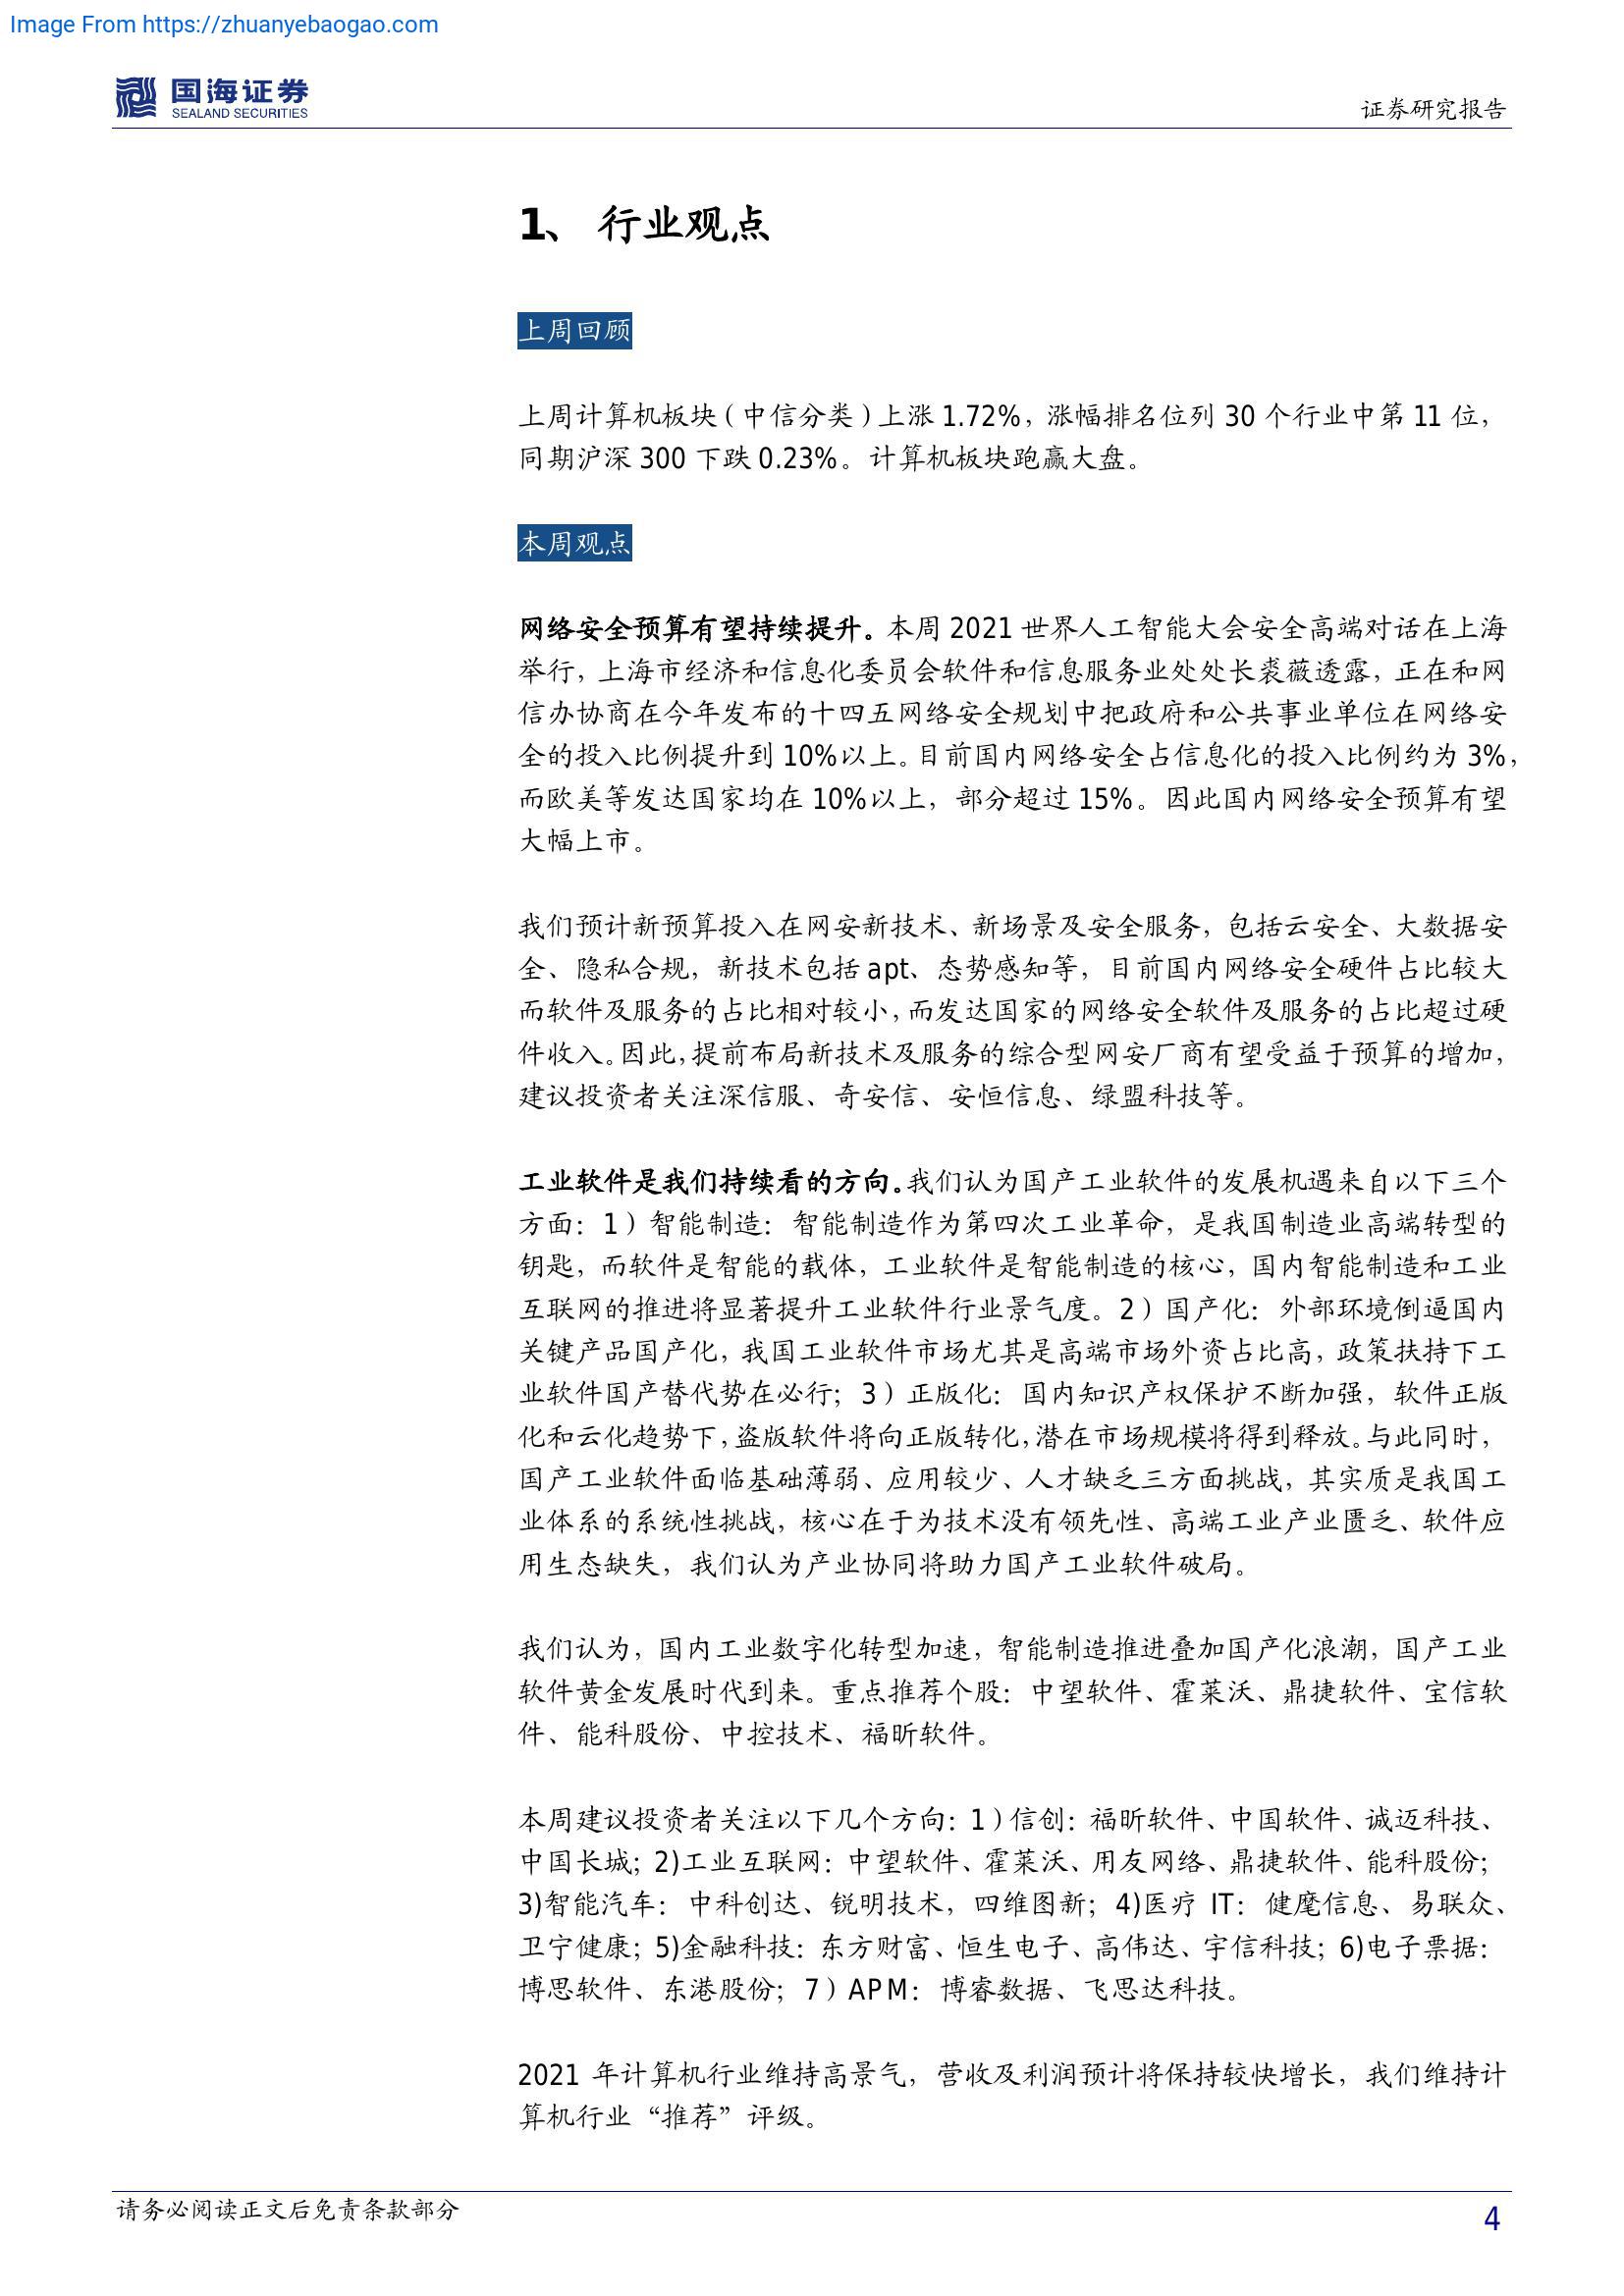 Image From https://zhuanyebaogao.com
国海证券
SEALAND SECURITIES
证券研究报告
1、 行业观点
上周回顾
上周计算机板块（中信分类）上涨 1.72%，涨幅排名位列 30 个行业中第 11 位，
同期沪深 300 下跌 0.23%。计算机板块跑赢大盘。
本周观点
网络安全预算有望持续提升。本周 2021 世界人工智能大会安全高端对话在上海
举行，上海市经济和信息化委员会软件和信息服务业处处长裘薇透露，正在和网
信办协商在今年发布的十四五网络安全规划中把政府和公共事业单位在网络安
全的投入比例提升到 10%以上。目前国内网络安全占信息化的投入比例约为 3%，
而欧美等发达国家均在 10%以上，部分超过 15%。因此国内网络安全预算有望
大幅上市。
我们预计新预算投入在网安新技术、新场景及安全服务，包括云安全、大数据安
全、隐私合规，新技术包括 apt、态势感知等，目前国内网络安全硬件占比较大
而软件及服务的占比相对较小，而发达国家的网络安全软件及服务的占比超过硬
件收入。因此，提前布局新技术及服务的综合型网安厂商有望受益于预算的增加，
建议投资者关注深信服、奇安信、安恒信息、绿盟科技等。
工业软件是我们持续看的方向。我们认为国产工业软件的发展机遇来自以下三个
方面：1）智能制造：智能制造作为第四次工业革命，是我国制造业高端转型的
钥匙，而软件是智能的载体，工业软件是智能制造的核心，国内智能制造和工业
互联网的推进将显著提升工业软件行业景气度。2）国产化：外部环境倒逼国内
关键产品国产化，我国工业软件市场尤其是高端市场外资占比高，政策扶持下工
业软件国产替代势在必行；3）正版化：国内知识产权保护不断加强，软件正版
化和云化趋势下，盗版软件将向正版转化，潜在市场规模将得到释放。与此同时，
国产工业软件面临基础薄弱、应用较少、人才缺乏三方面挑战，其实质是我国工
业体系的系统性挑战，核心在于为技术没有领先性、高端工业产业匮乏、软件应
用生态缺失，我们认为产业协同将助力国产工业软件破局。
我们认为，国内工业数字化转型加速，智能制造推进叠加国产化浪潮，国产工业
软件黄金发展时代到来。重点推荐个股：中望软件、霍莱沃、鼎捷软件、宝信软
件、能科股份、中控技术、福昕软件。
本周建议投资者关注以下几个方向：1）信创：福昕软件、中国软件、诚迈科技、
中国长城；2)工业互联网：中望软件、霍莱沃、用友网络、鼎捷软件、能科股份；
3)智能汽车：中科创达、锐明技术，四维图新；4)医疗 IT：健麾信息、易联众、
卫宁健康；5)金融科技：东方财富、恒生电子、高伟达、宇信科技；6)电子票据：
博思软件、东港股份；7）APM：博睿数据、飞思达科技。
2021 年计算机行业维持高景气，营收及利润预计将保持较快增长，我们维持计
算机行业“推荐”评级。
请务必阅读正文后免责条款部分
4